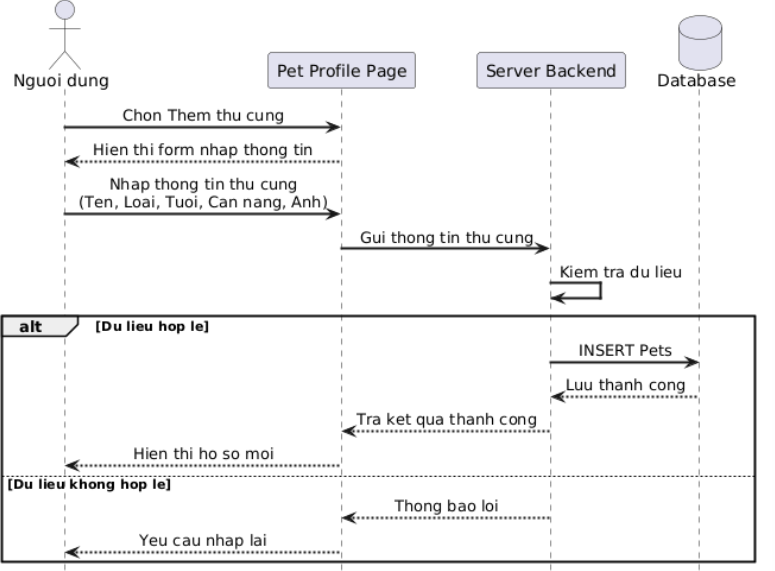 Nguoi dung
Pet Profile Page
Server Backend
Database
Chon Them thu cung
Hien thi form nhap thong tin
Nhap thong tin thu cung
(Ten, Loai, Tuoi, Can nang, Anh)
Gui thong tin thu cung
Kiem tra du lieu
alt [Du lieu hop le]
INSERT Pets
Luu thanh cong
Tra ket qua thanh cong
Hien thi ho so moi
[Du lieu khong hop le]
Thong bao loi
Yeu cau nhap lai